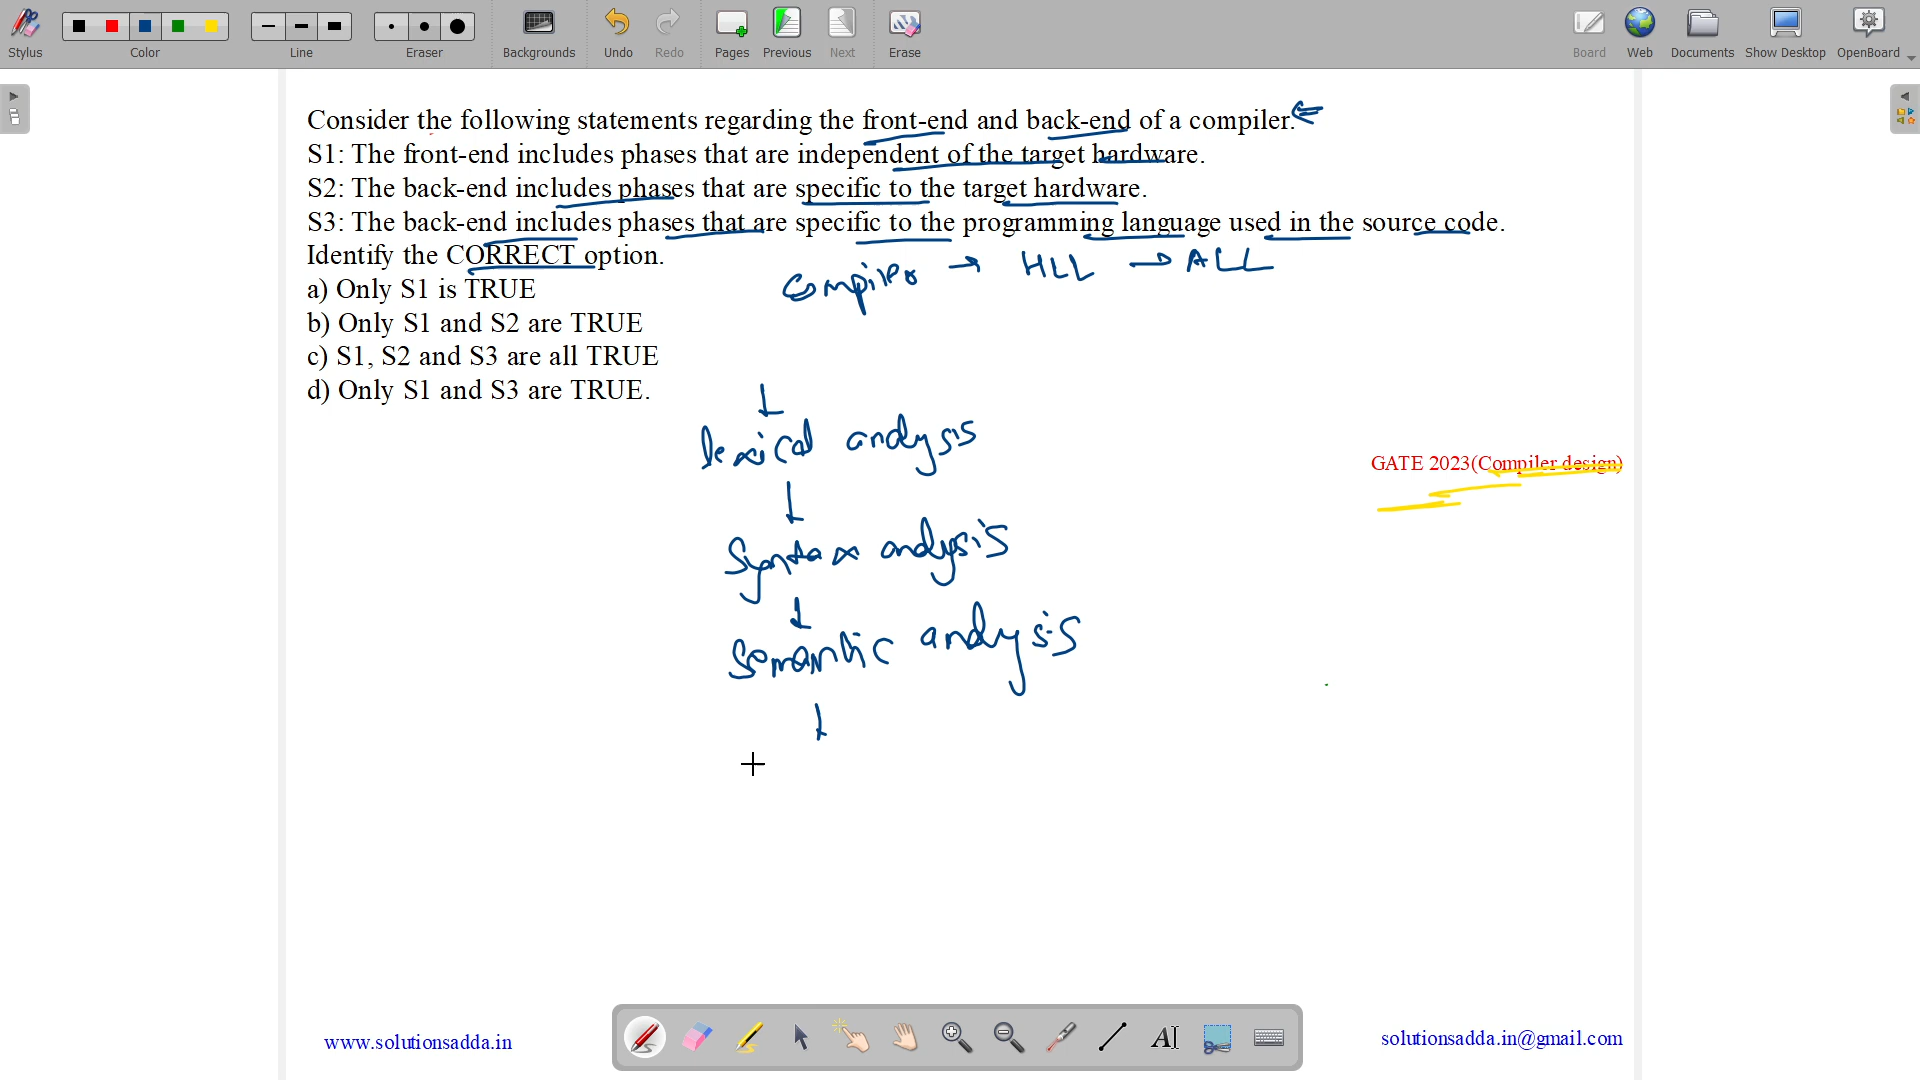 Stylus Color Line Eraser Backgrounds Undo Redo Pages Previous Next Erase Board Web Documents Show Desktop OpenBoard
Consider the following statements regarding the front-end and back-end of a compiler.
S1: The front-end includes phases that are independent of the target hardware.
S2: The back-end includes phases that are specific to the target hardware.
S3: The back-end includes phases that are specific to the programming language used in the source code.
Identify the CORRECT option.
Compiler → HLL → ALL
a) Only S1 is TRUE
b) Only S1 and S2 are TRUE
c) S1, S2 and S3 are all TRUE
d) Only S1 and S3 are TRUE.
lexical analysis
GATE 2023(Compiler design)
Syntax analysis
Semantic analysis
www.solutionsadda.in
solutionsadda.in@gmail.com